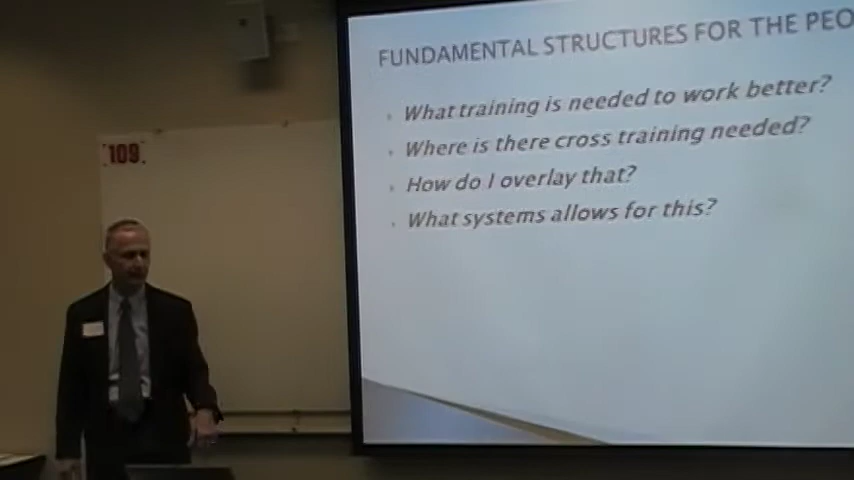 FUNDAMENTAL STRUCTURES FOR THE PEO
What training is needed to work better?
Where is there cross training needed?
How do I overlay that?
What systems allows for this?
109